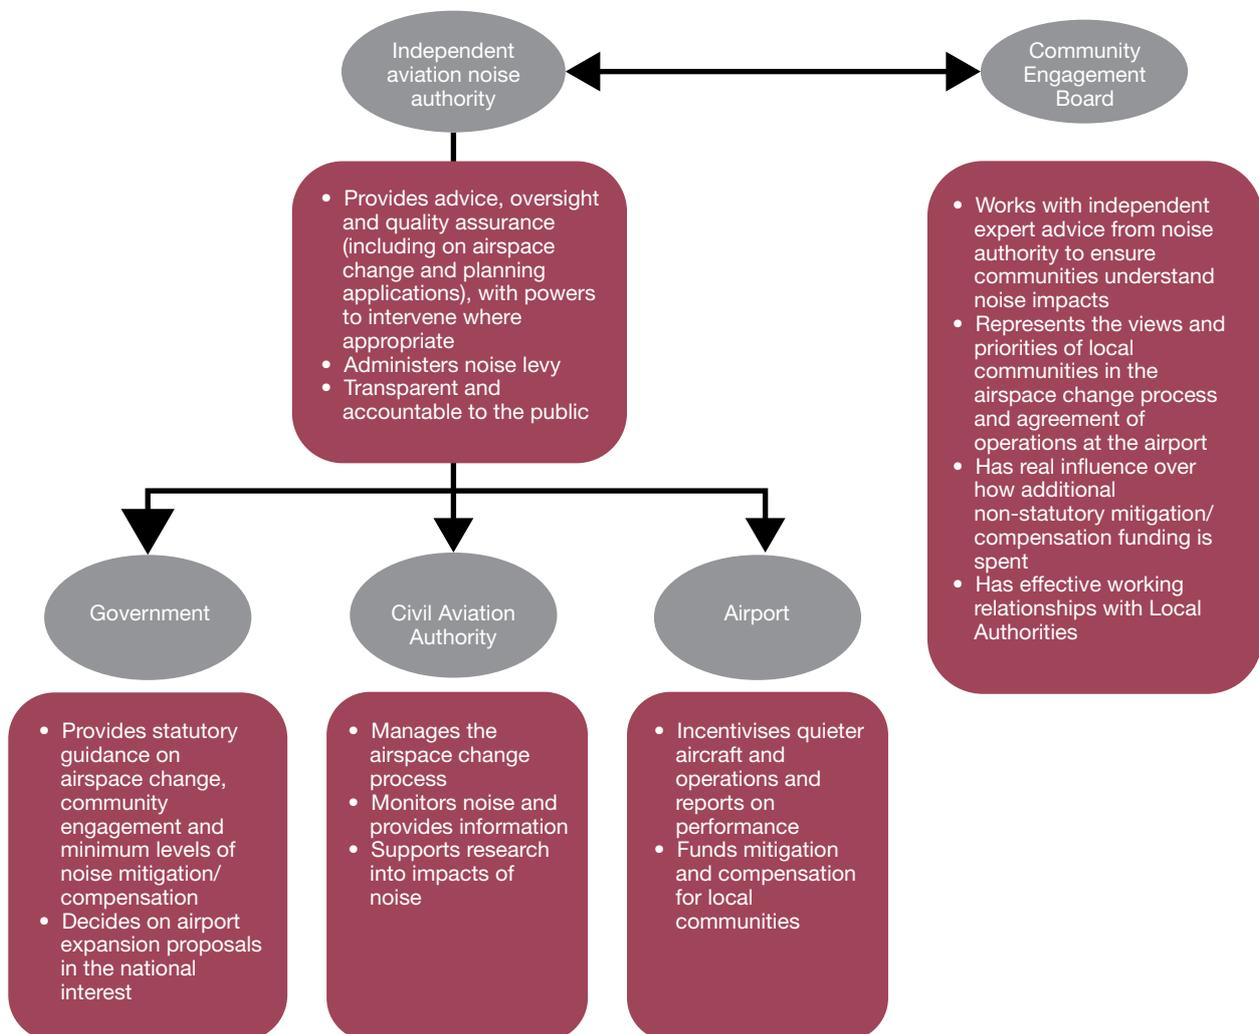 Independent
aviation noise
authority
Community
Engagement
Board
• Provides advice, oversight
and quality assurance
(including on airspace
change and planning
applications), with powers
to intervene where
appropriate
• Administers noise levy
• Transparent and
accountable to the public
• Works with independent
expert advice from noise
authority to ensure
communities understand
noise impacts
• Represents the views and
priorities of local
communities in the
airspace change process
and agreement of
operations at the airport
• Has real influence over
how additional
non-statutory mitigation/
compensation funding is
spent
• Has effective working
relationships with Local
Authorities
Government
Civil Aviation
Authority
Airport
• Provides statutory
guidance on
airspace change,
community
engagement and
minimum levels of
noise mitigation/
compensation
• Decides on airport
expansion proposals
in the national
interest
• Manages the
airspace change
process
• Monitors noise and
provides information
• Supports research
into impacts of
noise
• Incentivises quieter
aircraft and
operations and
reports on
performance
• Funds mitigation
and compensation
for local
communities